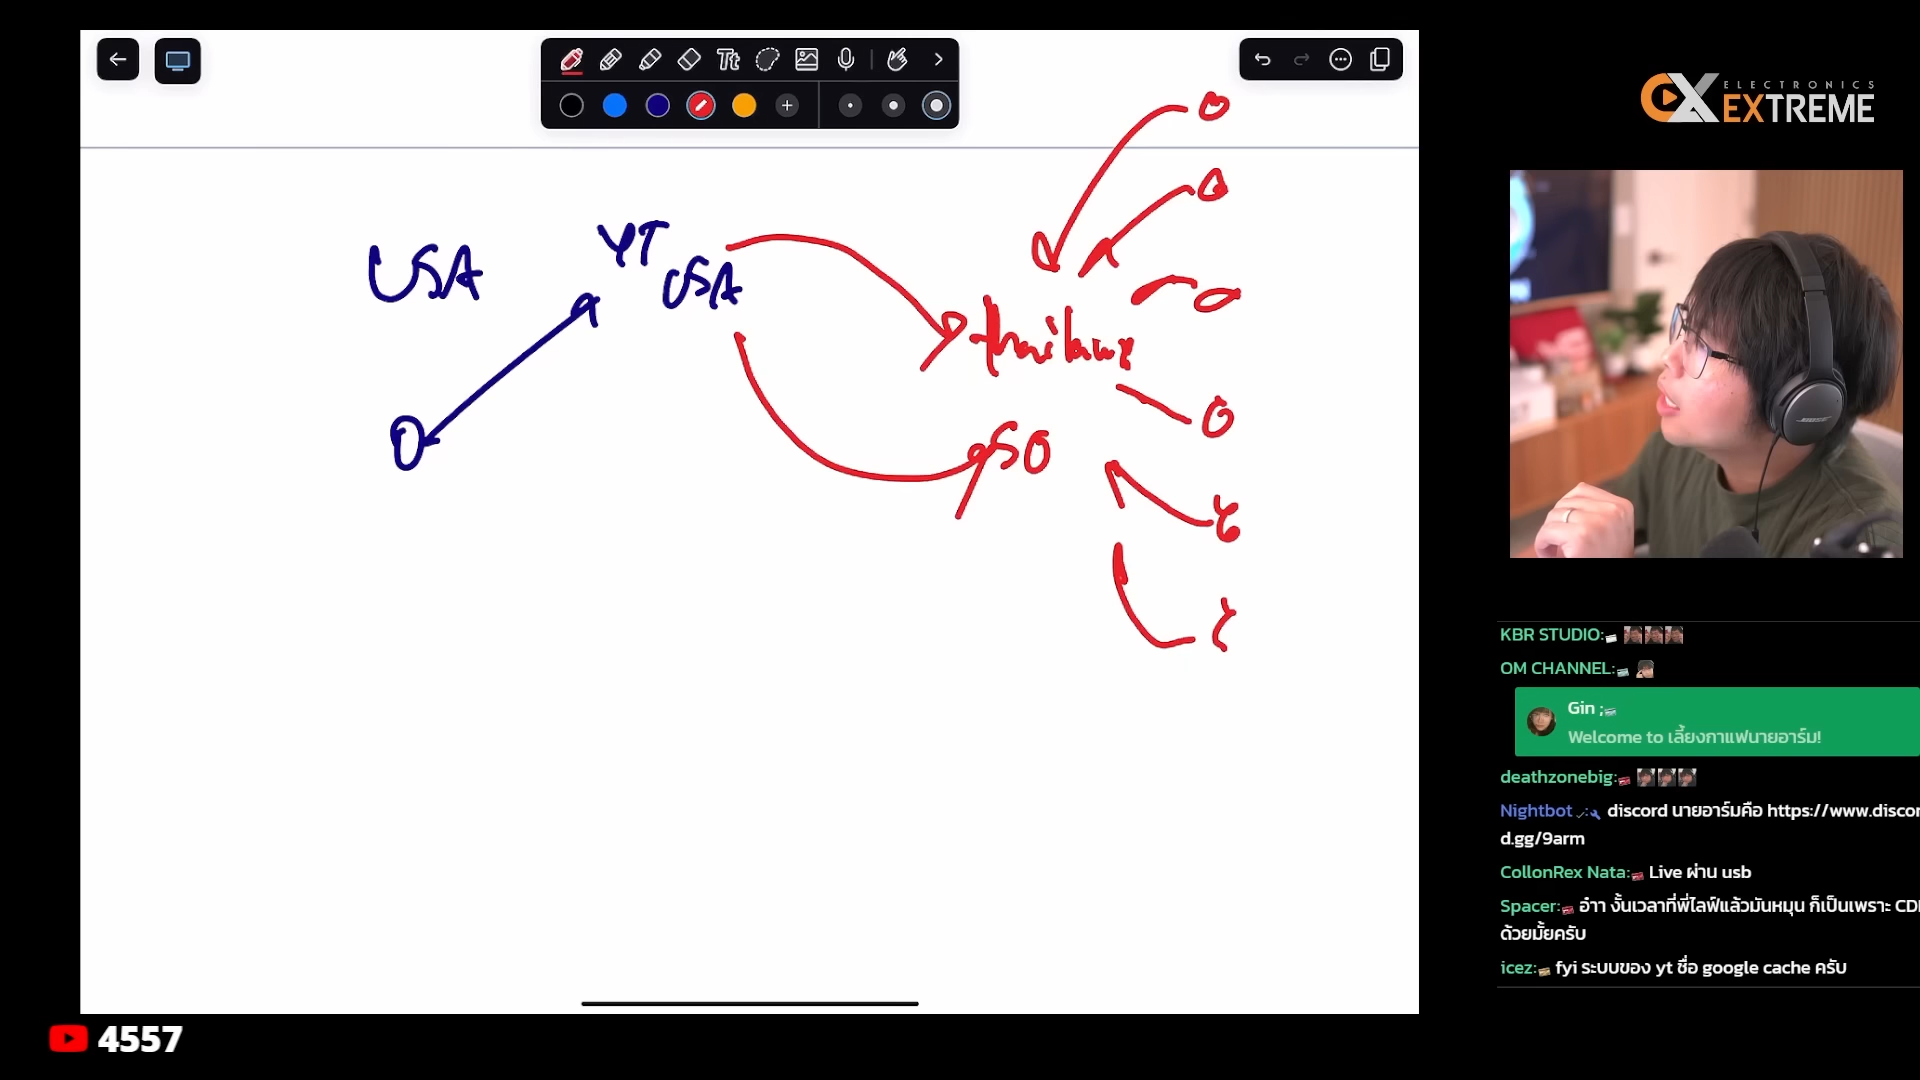 Tt
ELECTRONICS
EXTREME
USA
YT
USA
thailand
SG
KBR STUDIO:
OM CHANNEL:
Gin ;
Welcome to เลี้ยงกาแฟนายอาร์ม!
deathzonebig:
Nightbot : discord นายอาร์มคือ https://www.discor
d.gg/9arm
CollonRex Nata: Live ผ่าน usb
Spacer: อ๋าา งั้นเวลาที่พี่ไลฟ์แล้วมันหมุน ก็เป็นเพราะ CD
ด้วยมั้ยครับ
icez: fyi ระบบของ yt ชื่อ google cache ครับ
4557